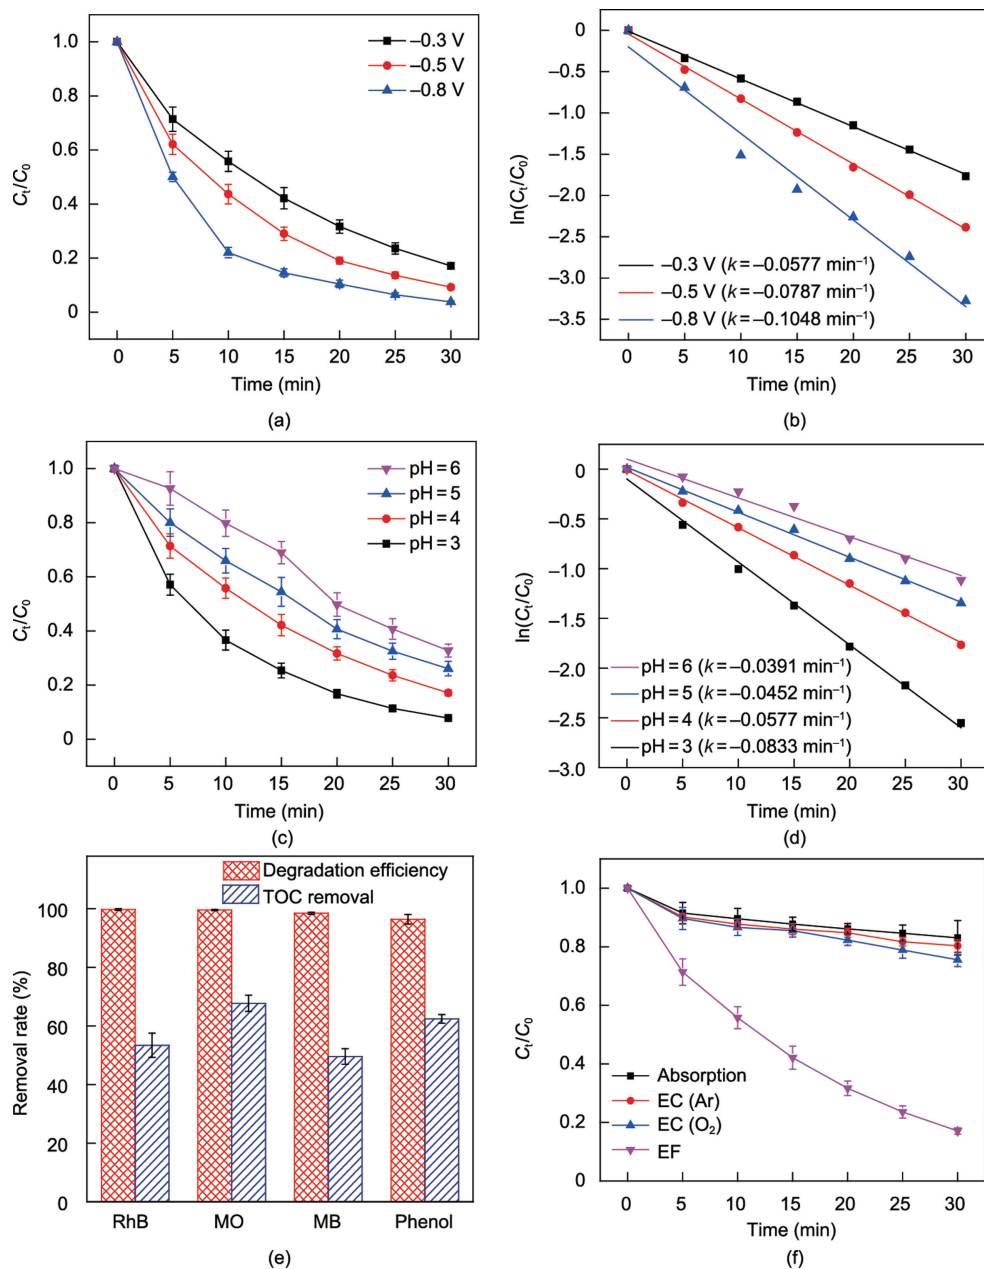 1.0
0.8
0.6
0.4
0.2
0
Ct/C0
–0.3 V
–0.5 V
–0.8 V
0 5 10 15 20 25 30
Time (min)
(a)
0
–0.5
–1.0
–1.5
–2.0
–2.5
–3.0
–3.5
ln(Ct/C0)
–0.3 V (k = –0.0577 min–1)
–0.5 V (k = –0.0787 min–1)
–0.8 V (k = –0.1048 min–1)
0 5 10 15 20 25 30
Time (min)
(b)
1.0
0.8
0.6
0.4
0.2
0
Ct/C0
pH = 6
pH = 5
pH = 4
pH = 3
0 5 10 15 20 25 30
Time (min)
(c)
0
–0.5
–1.0
–1.5
–2.0
–2.5
–3.0
ln(Ct/C0)
pH = 6 (k = –0.0391 min–1)
pH = 5 (k = –0.0452 min–1)
pH = 4 (k = –0.0577 min–1)
pH = 3 (k = –0.0833 min–1)
0 5 10 15 20 25 30
Time (min)
(d)
100
80
60
40
20
0
Removal rate (%)
Degradation efficiency
TOC removal
RhB MO MB Phenol
(e)
1.0
0.8
0.6
0.4
0.2
0
Ct/C0
Absorption
EC (Ar)
EC (O2)
EF
0 5 10 15 20 25 30
Time (min)
(f)